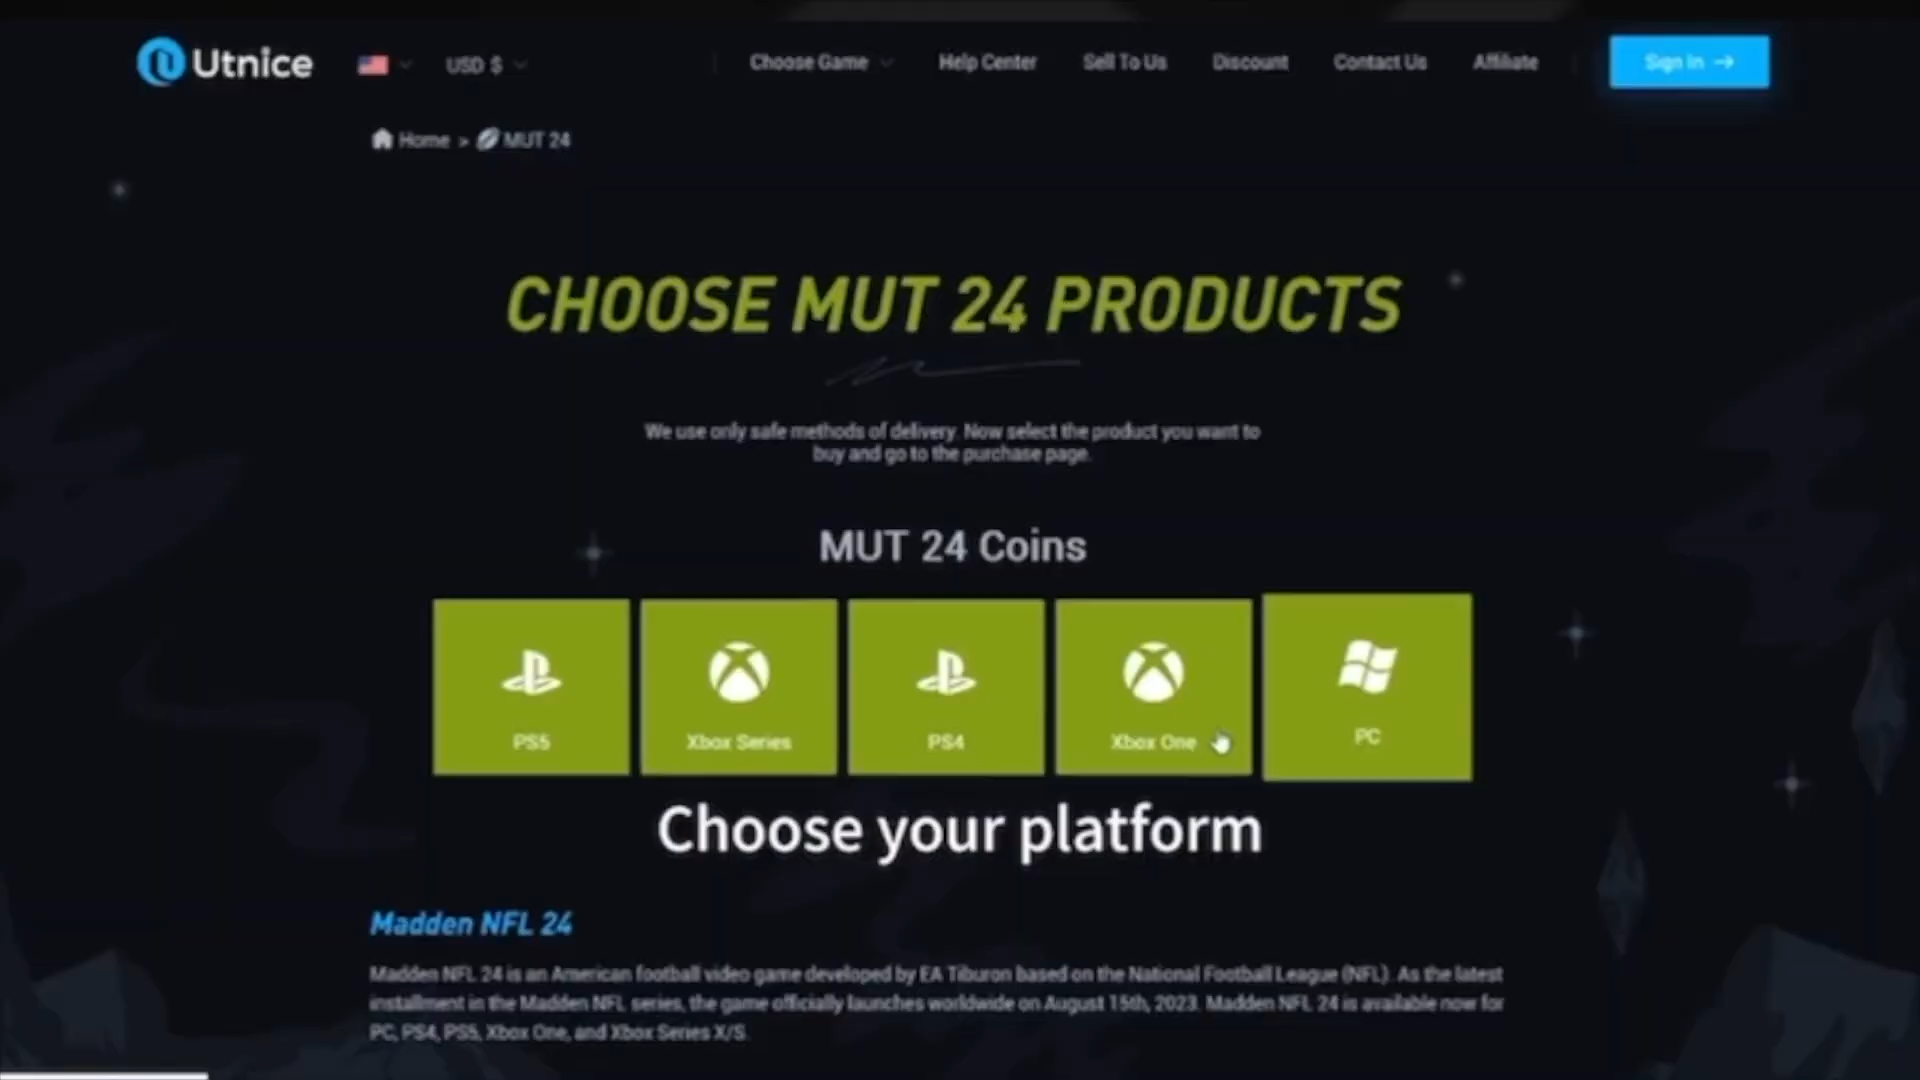 Utnice
USD $
Choose Game
Help Center
Sell To Us
Discount
Contact Us
Affiliate
Sign In →
Home > MUT 24
CHOOSE MUT 24 PRODUCTS
We use only safe methods of delivery. Now select the product you want to
buy and go to the purchase page.
MUT 24 Coins
PS5
Xbox Series
PS4
Xbox One
PC
Choose your platform
Madden NFL 24
Madden NFL 24 is an American football video game developed by EA Tiburon based on the National Football League (NFL). As the latest
installment in the Madden NFL series, the game officially launches worldwide on August 15th, 2023. Madden NFL 24 is available now for
PC, PS4, PS5, Xbox One, and Xbox Series X/S.